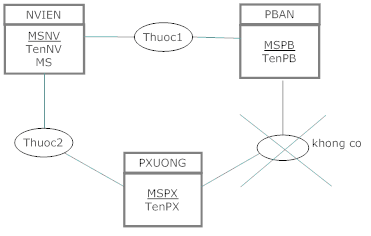 NVIEN
MSNV
TenNV
MS
Thuoc1
PBAN
MSPB
TenPB
Thuoc2
khong co
PXUONG
MSPX
TenPX